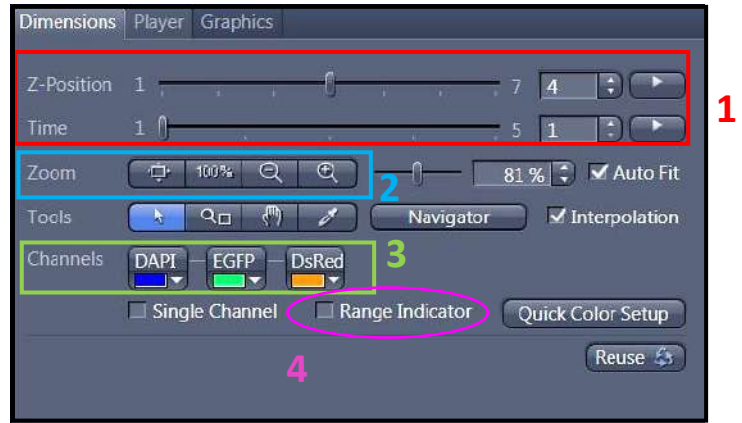 Dimensions Player Graphics
Z-Position 1 7 4
1
Time 1 5 1
Zoom 100% 81 % Auto Fit
2
Tools Navigator Interpolation
Channels DAPI EGFP DsRed
3
Single Channel Range Indicator Quick Color Setup
4
Reuse